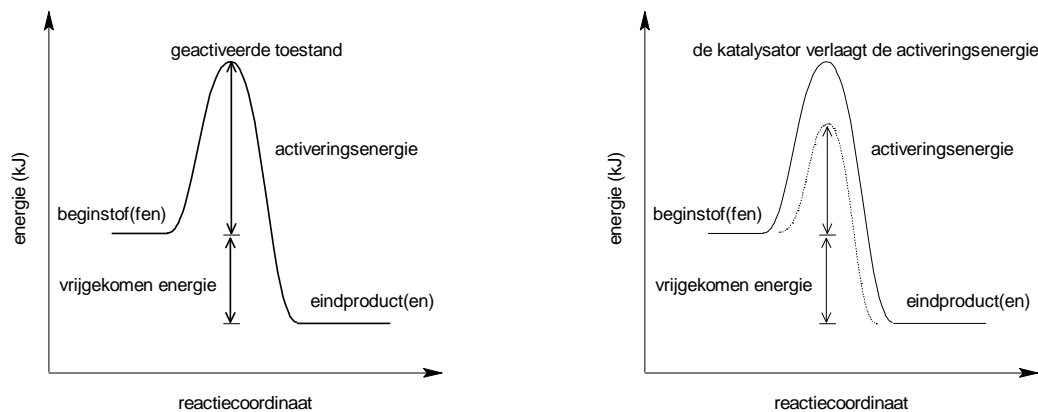 geactiveerde toestand
energie (kJ)
activeringsenergie
beginstof(fen)
vrijgekomen energie
eindproduct(en)
reactiecoordinaat
de katalysator verlaagt de activeringsenergie
energie (kJ)
activeringsenergie
beginstof(fen)
vrijgekomen energie
eindproduct(en)
reactiecoordinaat